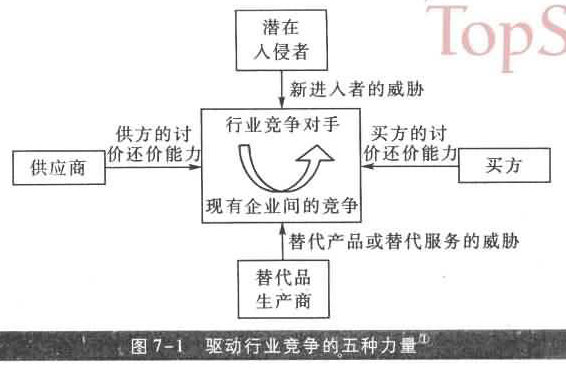 TopS
潜在
入侵者
新进入者的威胁
行业竞争对手
供方的讨
价还价能力
买方的讨
价还价能力
供应商
买方
现有企业间的竞争
替代产品或替代服务的威胁
替代品
生产商
图 7-1 驱动行业竞争的五种力量①